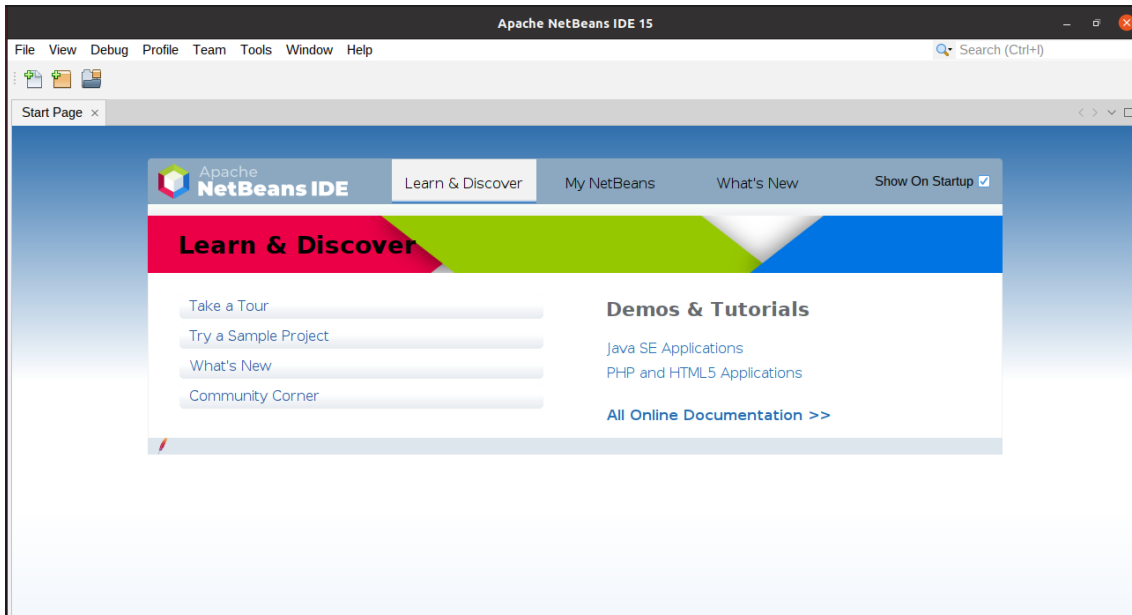 Apache NetBeans IDE 15
File View Debug Profile Team Tools Window Help Search (Ctrl+I)
Start Page
Apache
NetBeans IDE
Learn & Discover My NetBeans What's New Show On Startup
Learn & Discover
Take a Tour
Try a Sample Project
What's New
Community Corner
Demos & Tutorials
Java SE Applications
PHP and HTML5 Applications
All Online Documentation >>